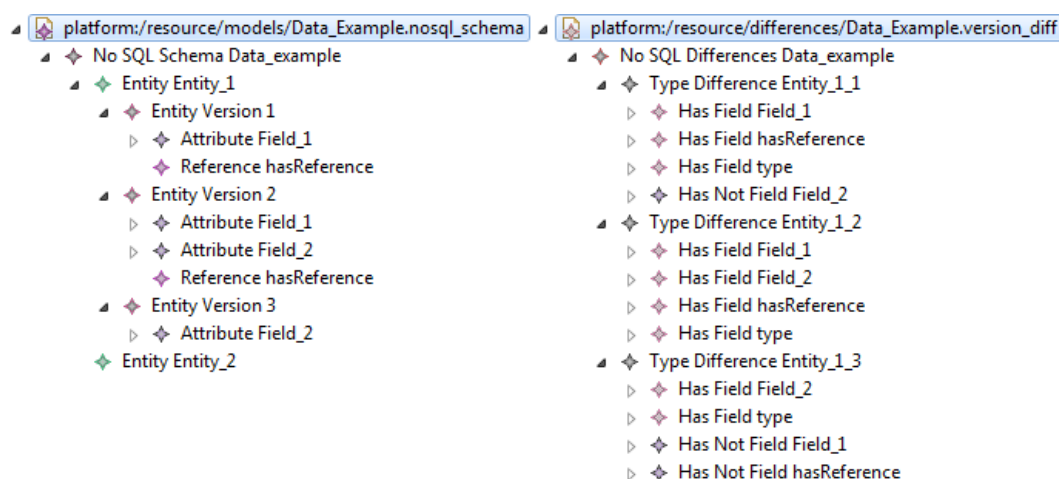 platform:/resource/models/Data_Example.nosql_schema
No SQL Schema Data_example
Entity Entity_1
Entity Version 1
Attribute Field_1
Reference hasReference
Entity Version 2
Attribute Field_1
Attribute Field_2
Reference hasReference
Entity Version 3
Attribute Field_2
Entity Entity_2
platform:/resource/differences/Data_Example.version_diff
No SQL Differences Data_example
Type Difference Entity_1_1
Has Field Field_1
Has Field hasReference
Has Field type
Has Not Field Field_2
Type Difference Entity_1_2
Has Field Field_1
Has Field Field_2
Has Field hasReference
Has Field type
Type Difference Entity_1_3
Has Field Field_2
Has Field type
Has Not Field Field_1
Has Not Field hasReference